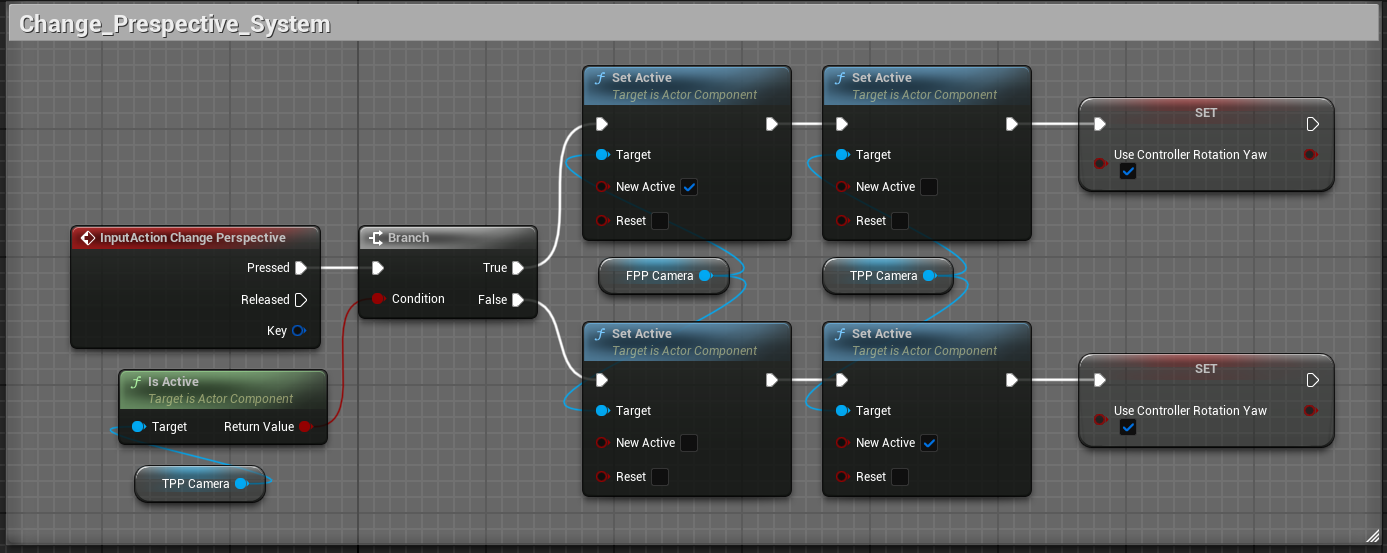 Change_Prespective_System
InputAction Change Perspective
Pressed
Released
Key
Is Active
Target is Actor Component
Target
Return Value
TPP Camera
Branch
True
Condition
False
Set Active
Target is Actor Component
Target
New Active
Reset
FPP Camera
Set Active
Target is Actor Component
Target
New Active
Reset
TPP Camera
SET
Use Controller Rotation Yaw
Set Active
Target is Actor Component
Target
New Active
Reset
Set Active
Target is Actor Component
Target
New Active
Reset
SET
Use Controller Rotation Yaw